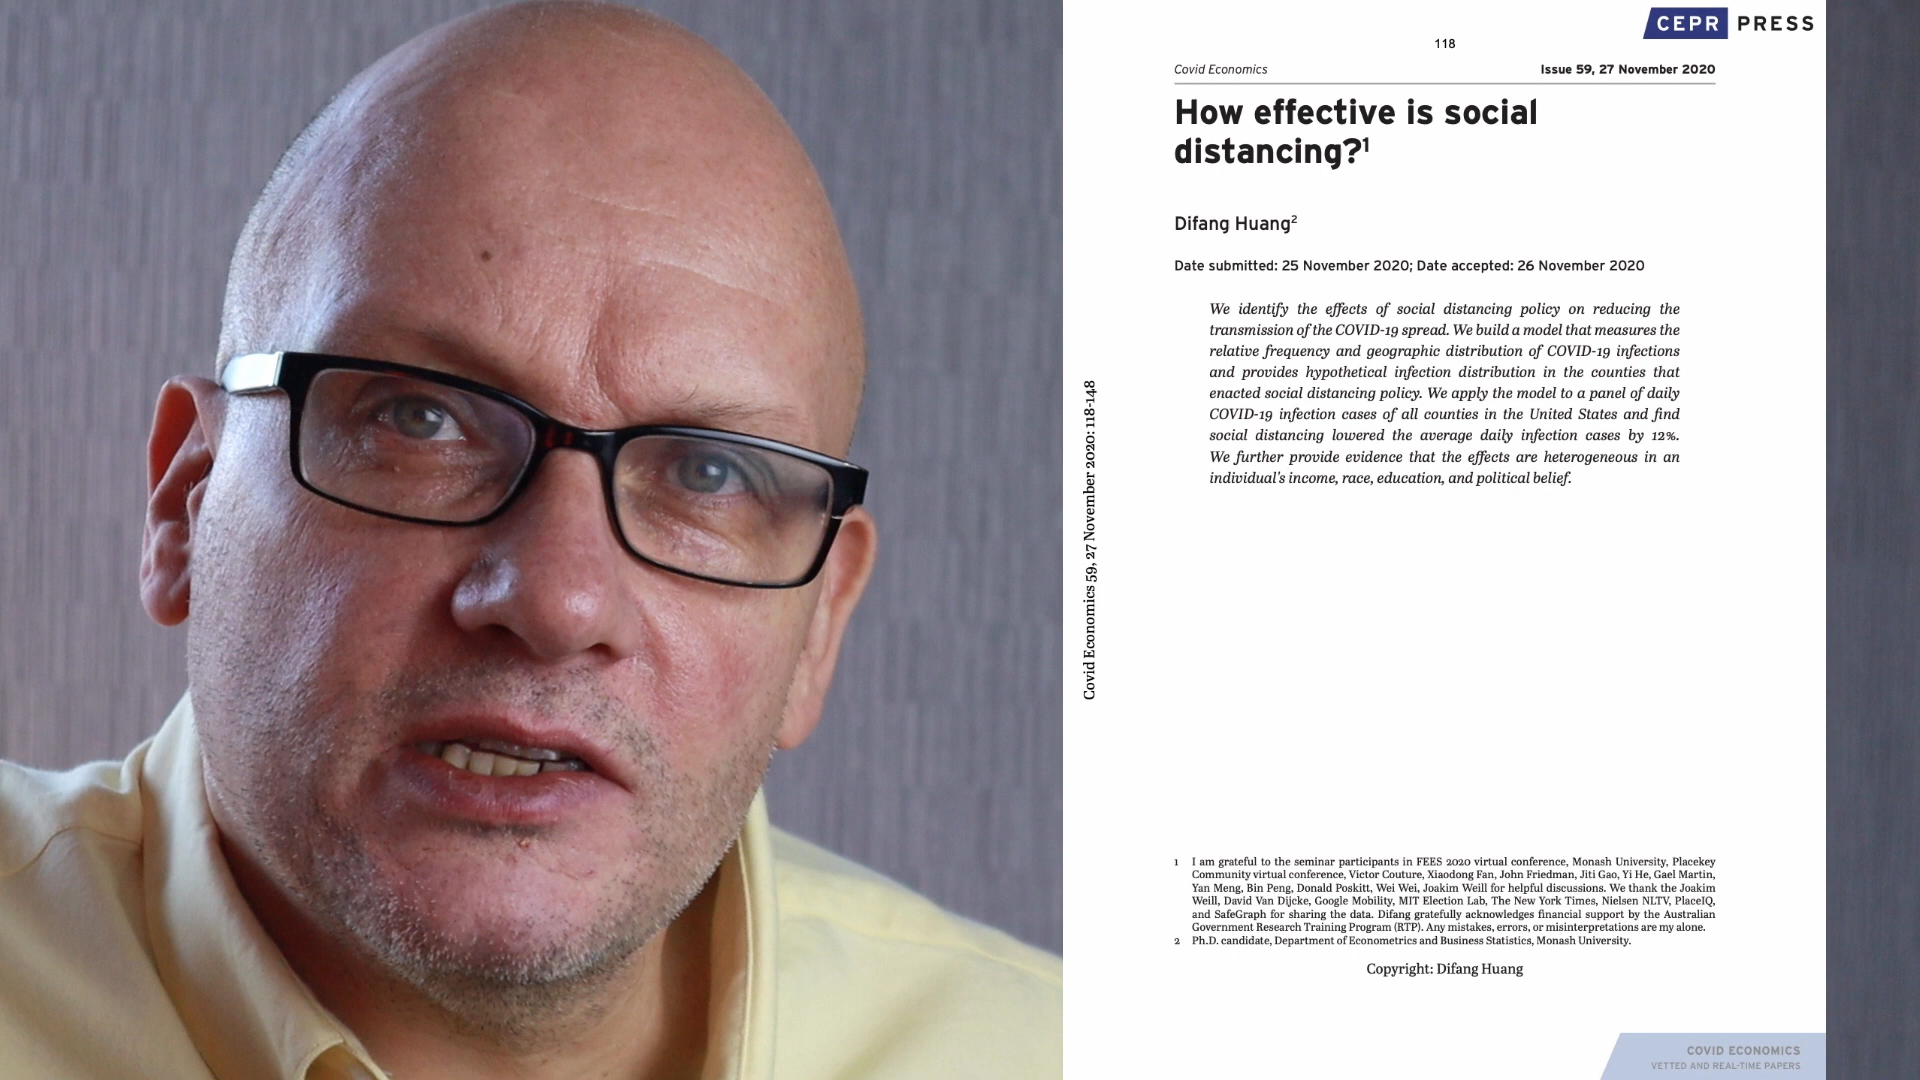 CEPR PRESS
118
Covid Economics Issue 59, 27 November 2020
How effective is social
distancing?1
Difang Huang2
Date submitted: 25 November 2020; Date accepted: 26 November 2020
We identify the effects of social distancing policy on reducing the
transmission of the COVID-19 spread. We build a model that measures the
relative frequency and geographic distribution of COVID-19 infections
and provides hypothetical infection distribution in the counties that
enacted social distancing policy. We apply the model to a panel of daily
COVID-19 infection cases of all counties in the United States and find
social distancing lowered the average daily infection cases by 12%.
We further provide evidence that the effects are heterogeneous in an
individual's income, race, education, and political belief.
Covid Economics 59, 27 November 2020: 118-148
1 I am grateful to the seminar participants in FEES 2020 virtual conference, Monash University, Placekey
Community virtual conference, Victor Couture, Xiaodong Fan, John Friedman, Jiti Gao, Yi He, Gael Martin,
Yan Meng, Bin Peng, Donald Poskitt, Wei Wei, Joakim Weill for helpful discussions. We thank the Joakim
Weill, David Van Dijcke, Google Mobility, MIT Election Lab, The New York Times, Nielsen NLTV, PlaceIQ,
and SafeGraph for sharing the data. Difang gratefully acknowledges financial support by the Australian
Government Research Training Program (RTP). Any mistakes, errors, or misinterpretations are my alone.
2 Ph.D. candidate, Department of Econometrics and Business Statistics, Monash University.
Copyright: Difang Huang
COVID ECONOMICS
VETTED AND REAL-TIME PAPERS